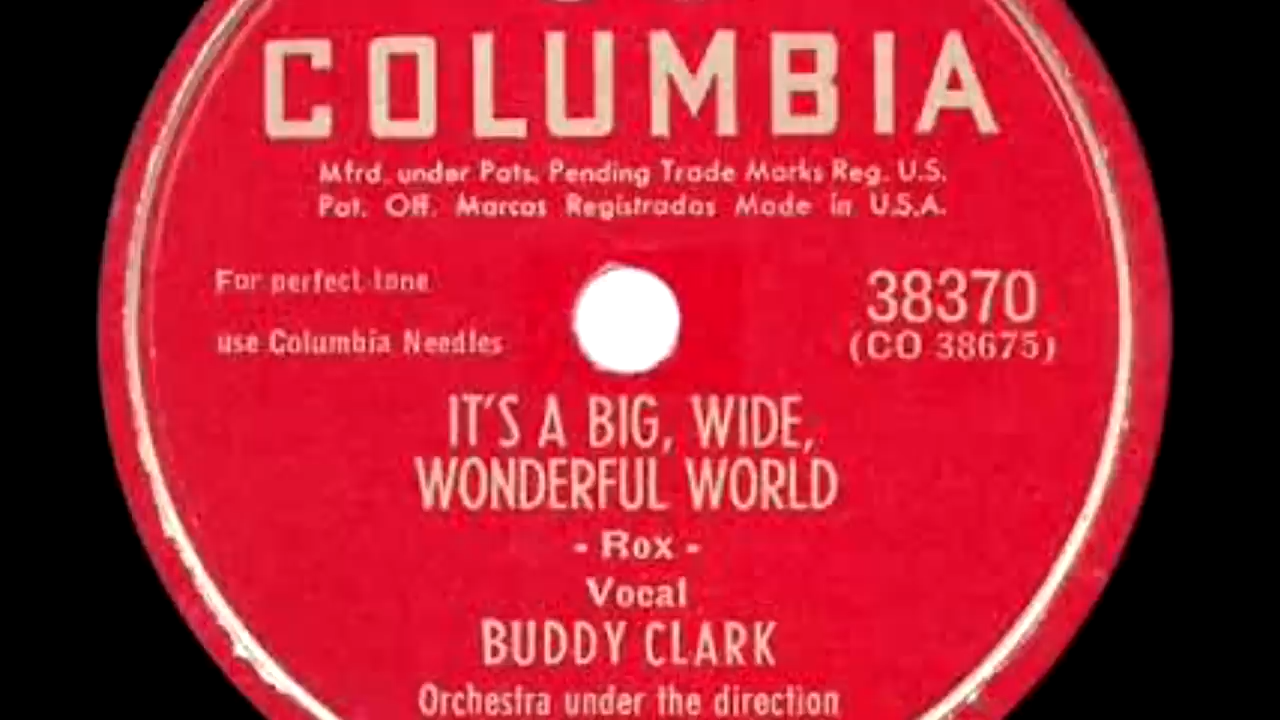 COLUMBIA
Mfrd. under Pats. Pending Trade Marks Reg. U.S.
Pat. Off. Marcas Registradas Made in U.S.A.
For perfect tone
use Columbia Needles
38370
(CO 38675)
IT'S A BIG, WIDE,
WONDERFUL WORLD
- Rox -
Vocal
BUDDY CLARK
Orchestra under the direction